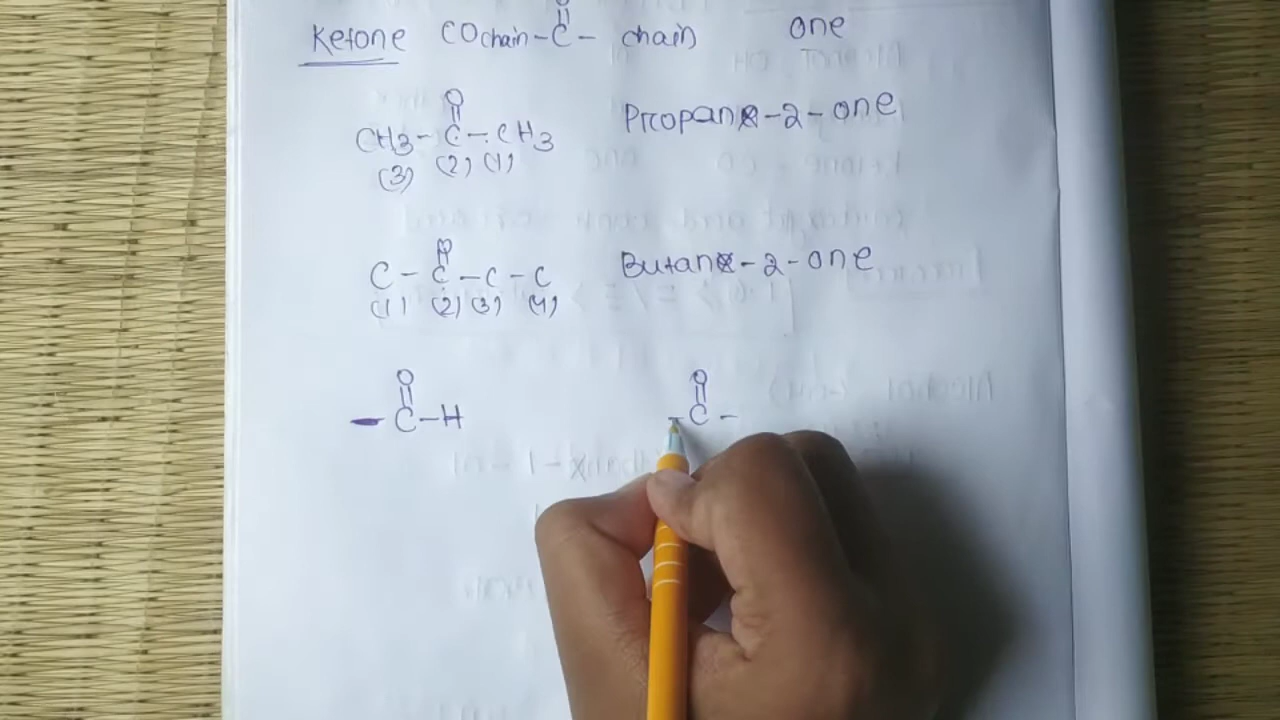 O
Ketone CO chain-C- chain one
O
CH3-C-CH3 Propan-2-one
(3) (2) (1)
O
C-C-C-C Butan-2-one
(1) (2) (3) (4)
O O
-C-H -C-